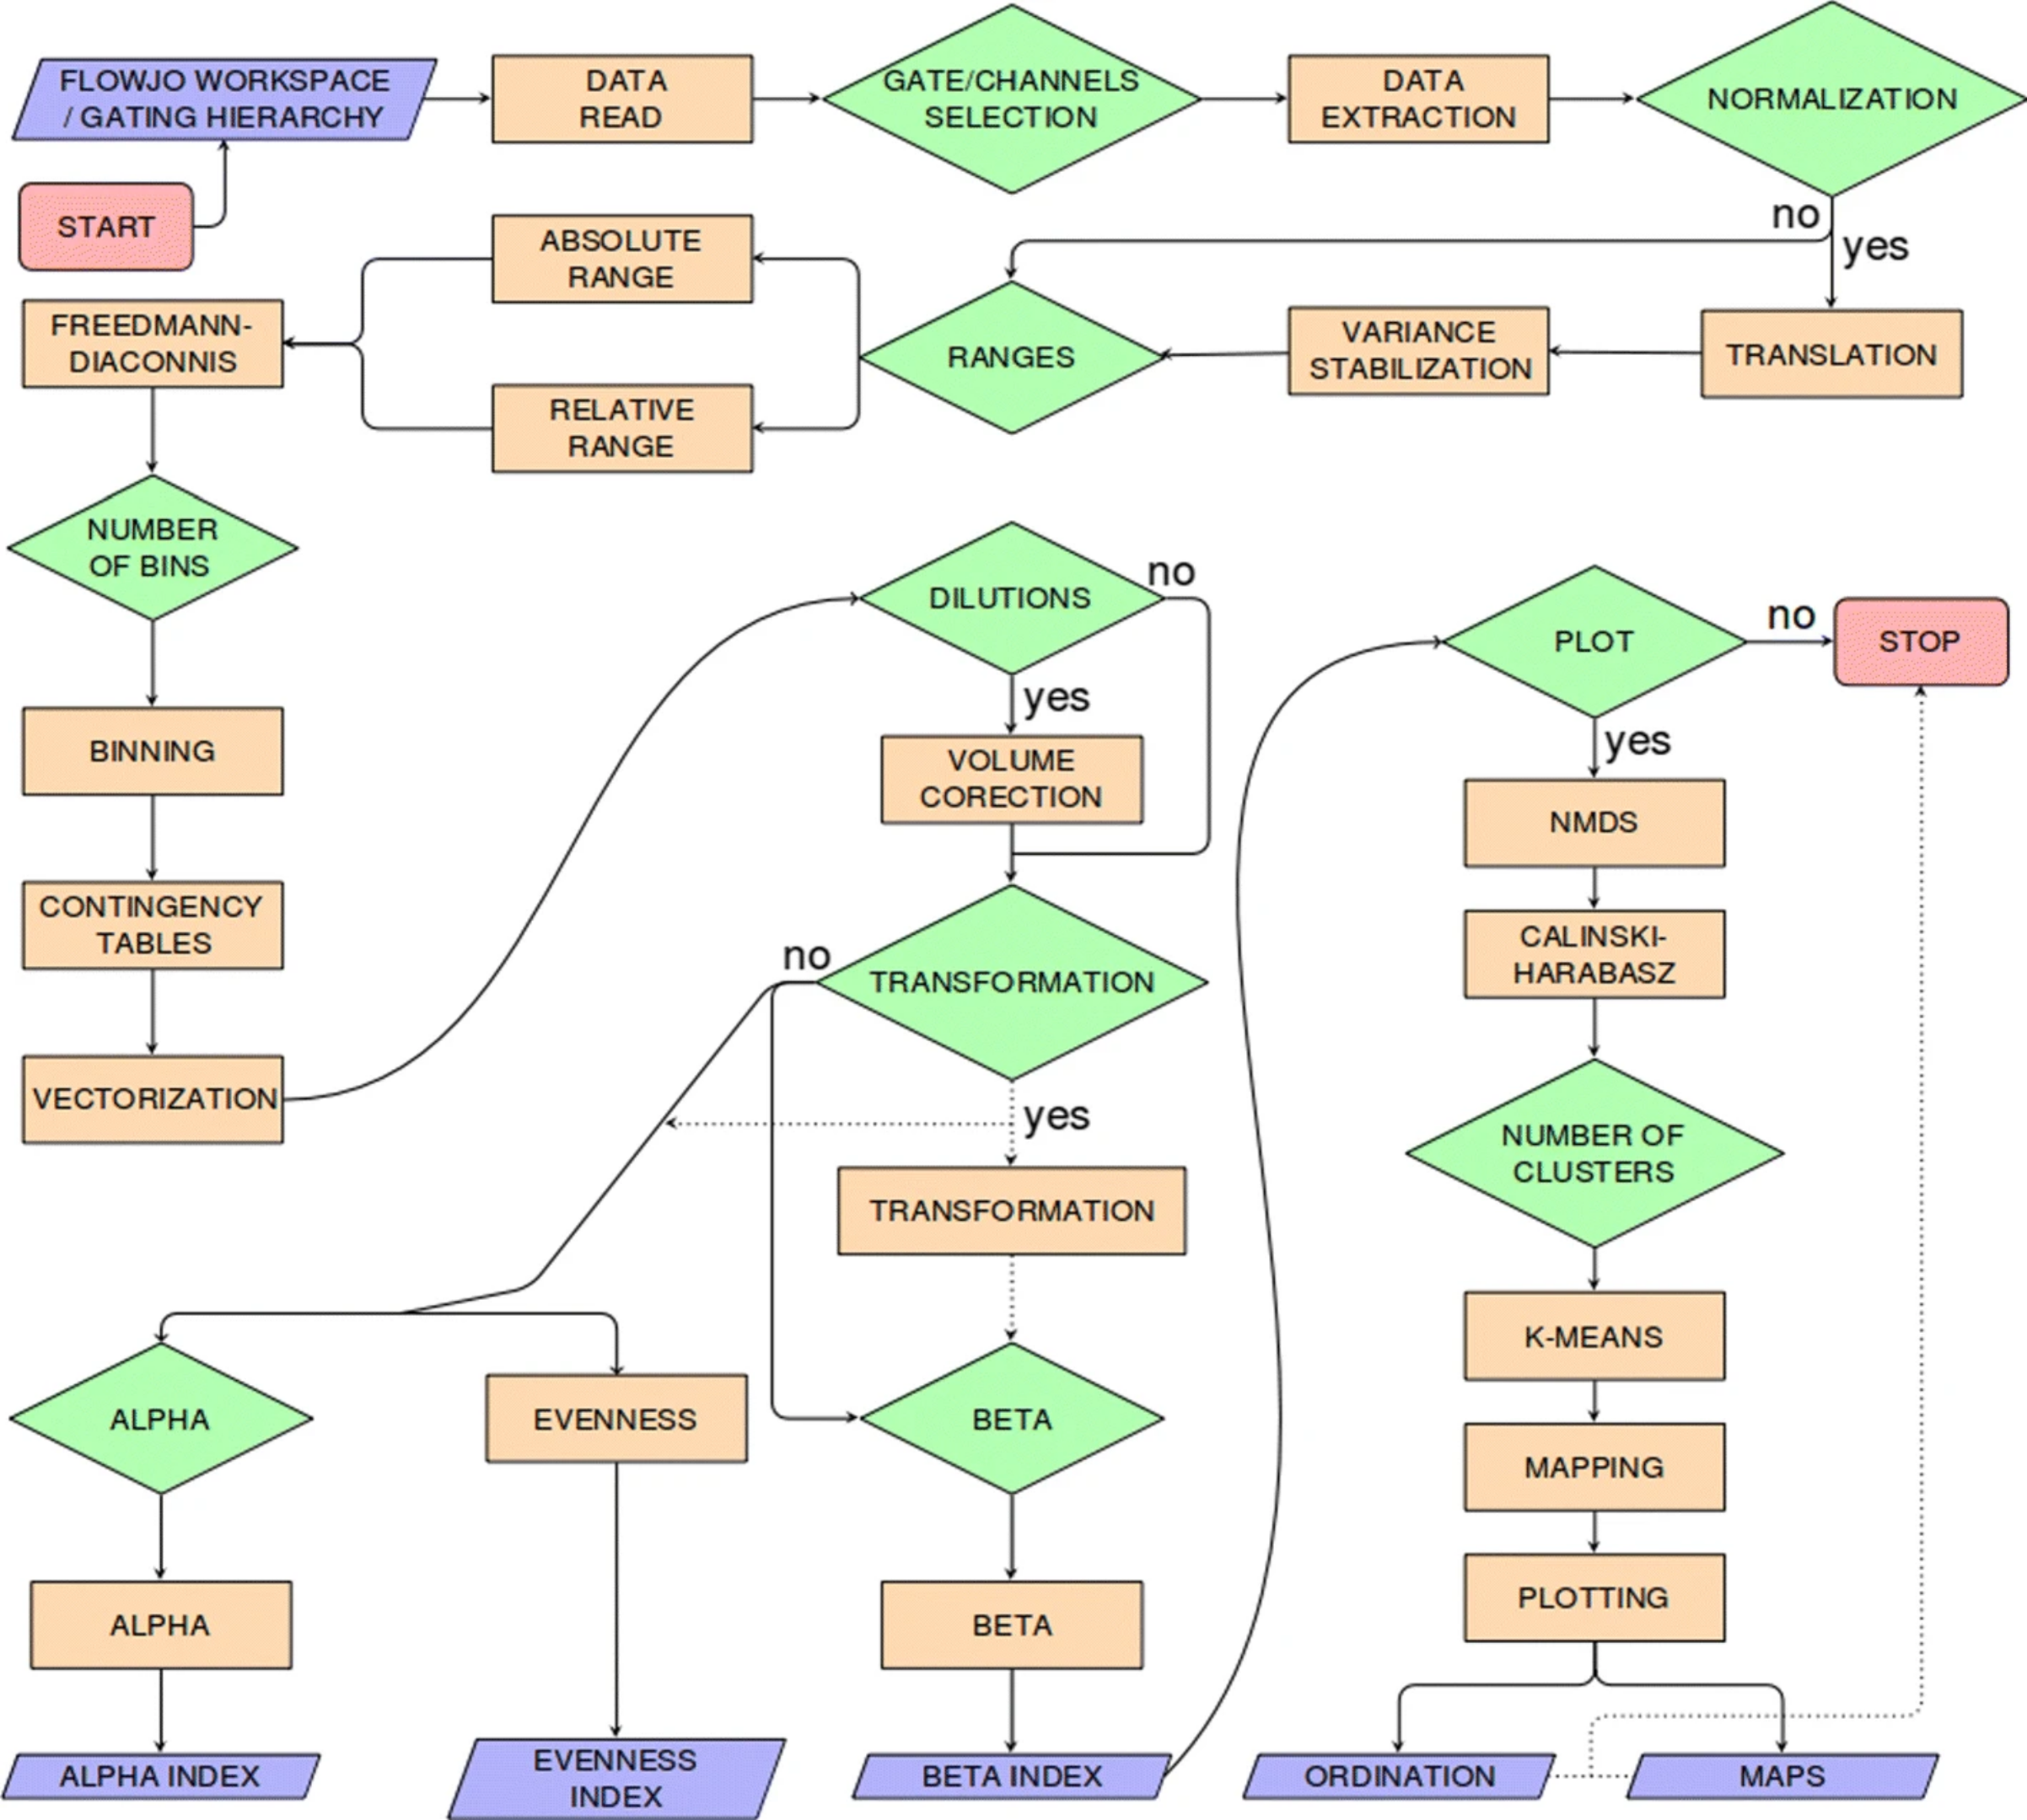 FLOWJO WORKSPACE
/ GATING HIERARCHY
DATA
READ
GATE/CHANNELS
SELECTION
DATA
EXTRACTION
NORMALIZATION
START
no
yes
ABSOLUTE
RANGE
FREEDMANN-
DIACONNIS
RANGES
VARIANCE
STABILIZATION
TRANSLATION
RELATIVE
RANGE
NUMBER
OF BINS
BINNING
CONTINGENCY
TABLES
VECTORIZATION
DILUTIONS
no
yes
VOLUME
CORECTION
TRANSFORMATION
no
yes
TRANSFORMATION
ALPHA
EVENNESS
BETA
ALPHA
BETA
ALPHA INDEX
EVENNESS
INDEX
BETA INDEX
PLOT
no
STOP
yes
NMDS
CALINSKI-
HARABASZ
NUMBER OF
CLUSTERS
K-MEANS
MAPPING
PLOTTING
ORDINATION
MAPS